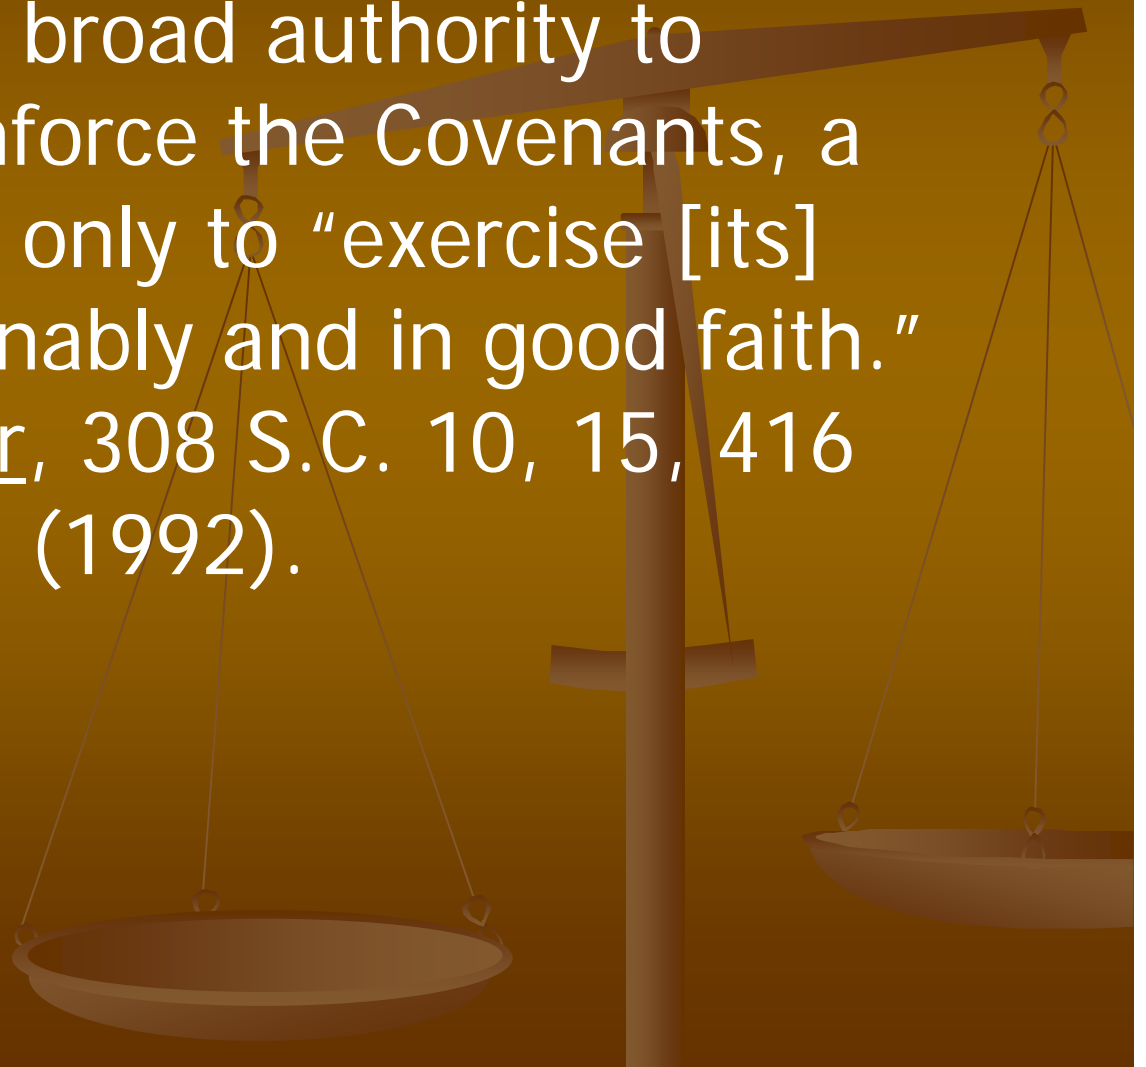 broad authority to
nforce the Covenants, a
only to “exercise [its]
nably and in good faith.”
r, 308 S.C. 10, 15, 416
(1992).